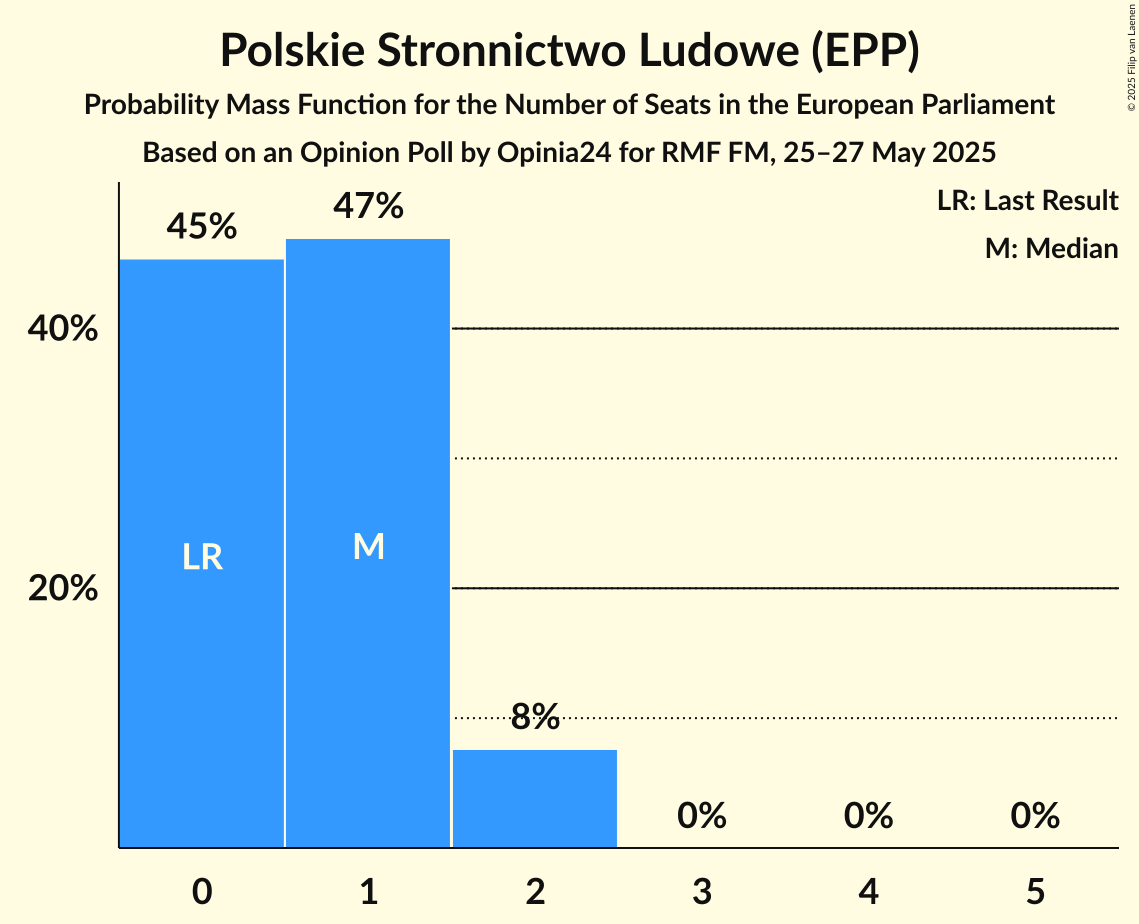 Polskie Stronnictwo Ludowe (EPP)
Probability Mass Function for the Number of Seats in the European Parliament
Based on an Opinion Poll by Opinia24 for RMF FM, 25–27 May 2025
© 2025 Filip van Laenen
LR: Last Result
M: Median
45%
47%
40%
LR
M
20%
8%
0%
0%
0%
0
1
2
3
4
5